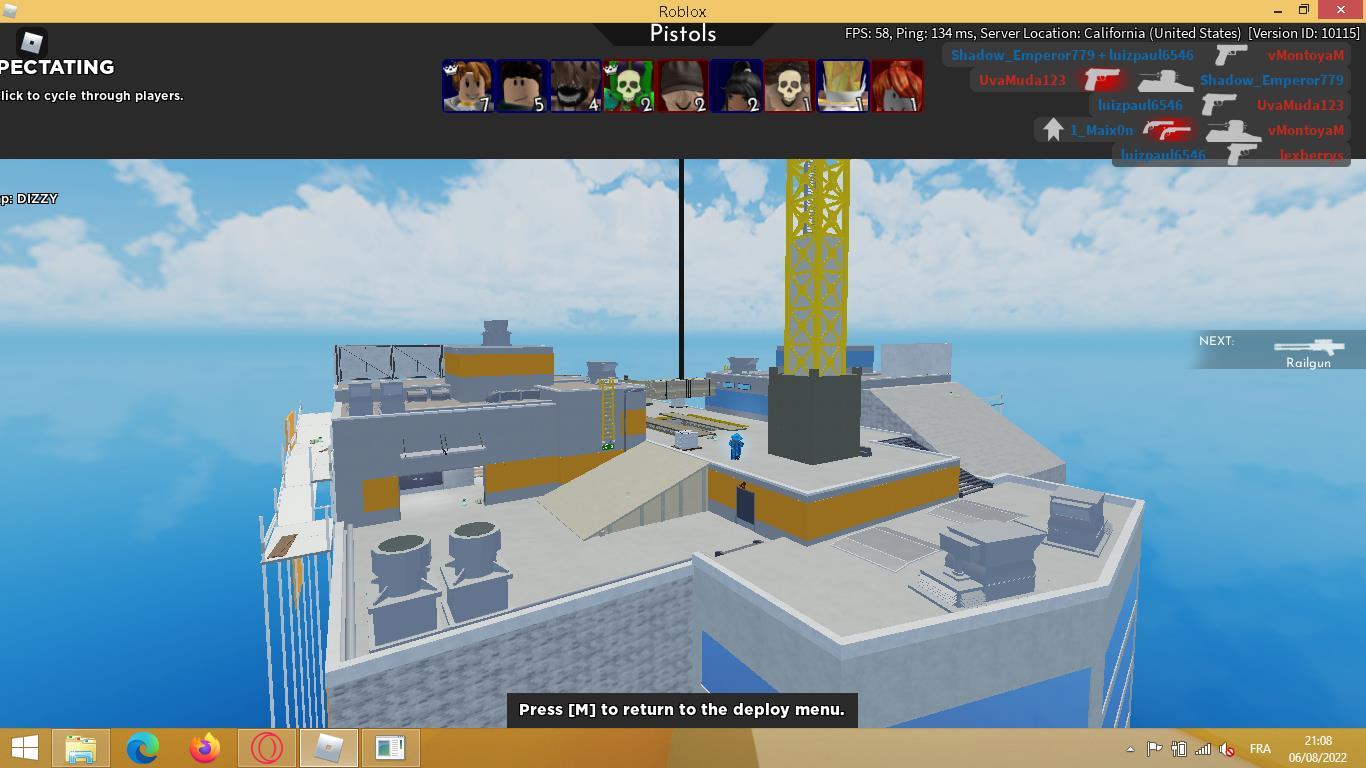 Roblox
Pistols
FPS: 58, Ping: 134 ms, Server Location: California (United States) [Version ID: 10115]
PECTATING
lick to cycle through players.
7 5 4 2 2 2 1 1 1
Shadow_Emperor779 + luizpaul6546 vMontoyaM
UvaMuda123 Shadow_Emperor779
luizpaul6546 UvaMuda123
1_Maix0n vMontoyaM
luizpaul6546 lexberrys
p: DIZZY
NEXT:
Railgun
Press [M] to return to the deploy menu.
FRA
21:08
06/08/2022